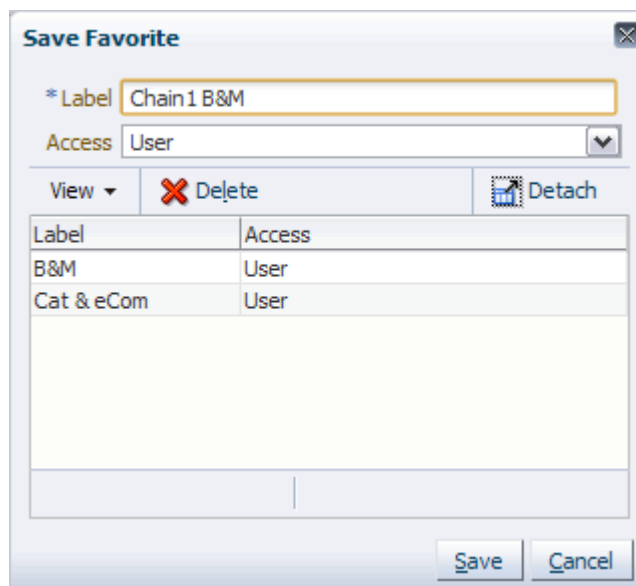 Save Favorite
* Label Chain1 B&M
Access User
View Delete Detach
Label Access
B&M User
Cat & eCom User
Save Cancel